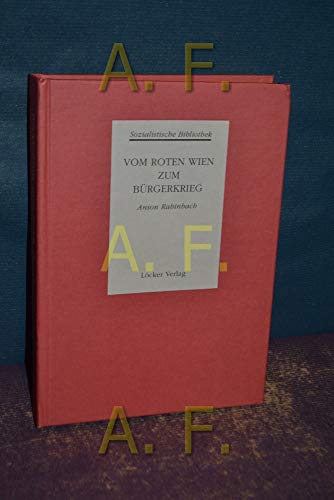 A. F.
Sozialistische Bibliothek
VOM ROTEN WIEN
ZUM
BÜRGERKRIEG
Anson Rabinbach
A. F.
Löcker Verlag
A. F.
A. F.